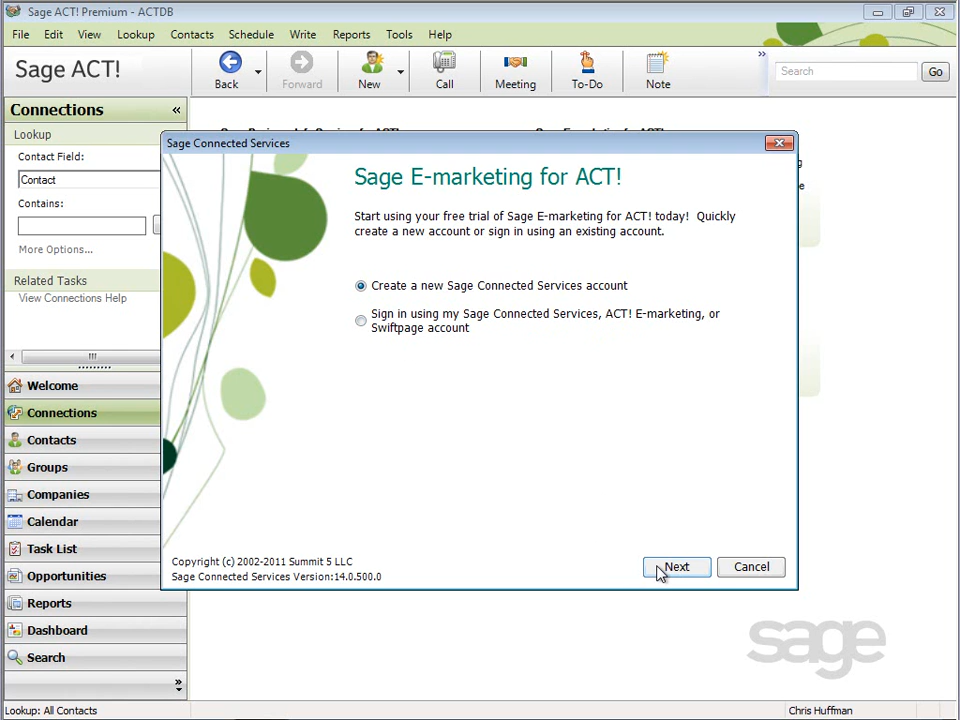 Sage ACT! Premium - ACTDB
File Edit View Lookup Contacts Schedule Write Reports Tools Help
Sage ACT!
Back Forward New Call Meeting To-Do Note
»
Search
Go
Connections «
Lookup
Contact Field:
Contact
Contains:
More Options...
Related Tasks
View Connections Help
Welcome
Connections
Contacts
Groups
Companies
Calendar
Task List
Opportunities
Reports
Dashboard
Search
»
Sage Connected Services
Sage E-marketing for ACT!
Start using your free trial of Sage E-marketing for ACT! today! Quickly
create a new account or sign in using an existing account.
Create a new Sage Connected Services account
Sign in using my Sage Connected Services, ACT! E-marketing, or
Swiftpage account
Copyright (c) 2002-2011 Summit 5 LLC
Sage Connected Services Version:14.0.500.0
Next
Cancel
sage
Lookup: All Contacts
Chris Huffman